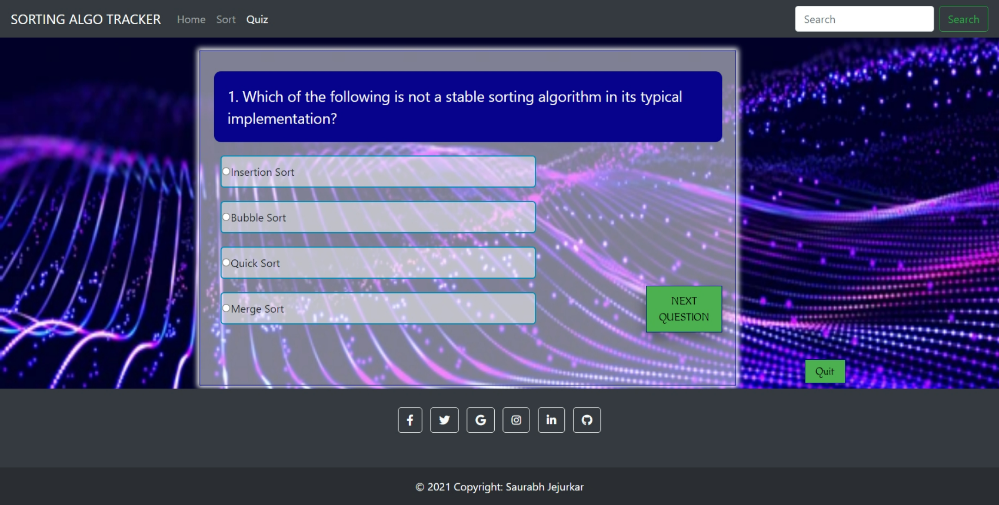 SORTING ALGO TRACKER Home Sort Quiz Search Search
1. Which of the following is not a stable sorting algorithm in its typical
implementation?
Insertion Sort
Bubble Sort
Quick Sort
Merge Sort
NEXT
QUESTION
Quit
© 2021 Copyright: Saurabh Jejurkar